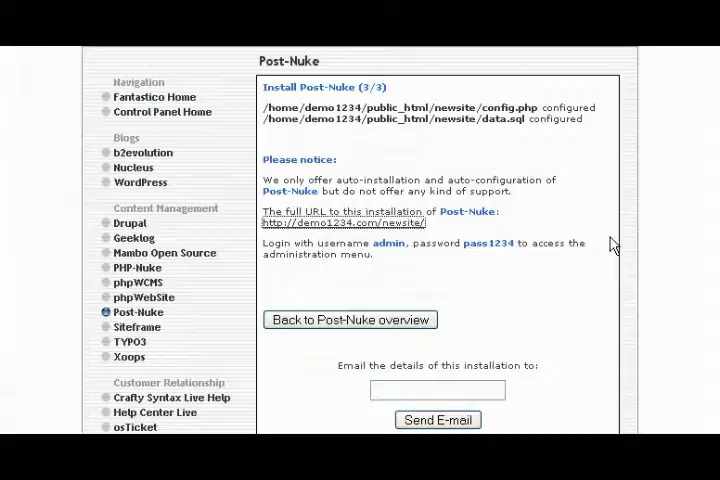 Post-Nuke
Navigation
Fantastico Home
Control Panel Home
Blogs
b2evolution
Nucleus
WordPress
Content Management
Drupal
Geeklog
Mambo Open Source
PHP-Nuke
phpWCMS
phpWebSite
Post-Nuke
Siteframe
TYPO3
Xoops
Customer Relationship
Crafty Syntax Live Help
Help Center Live
osTicket
Install Post-Nuke (3/3)
/home/demo1234/public_html/newsite/config.php configured
/home/demo1234/public_html/newsite/data.sql configured
Please notice:
We only offer auto-installation and auto-configuration of
Post-Nuke but do not offer any kind of support.
The full URL to this installation of Post-Nuke:
http://demo1234.com/newsite/
Login with username admin, password pass1234 to access the
administration menu.
Back to Post-Nuke overview
Email the details of this installation to:
Send E-mail